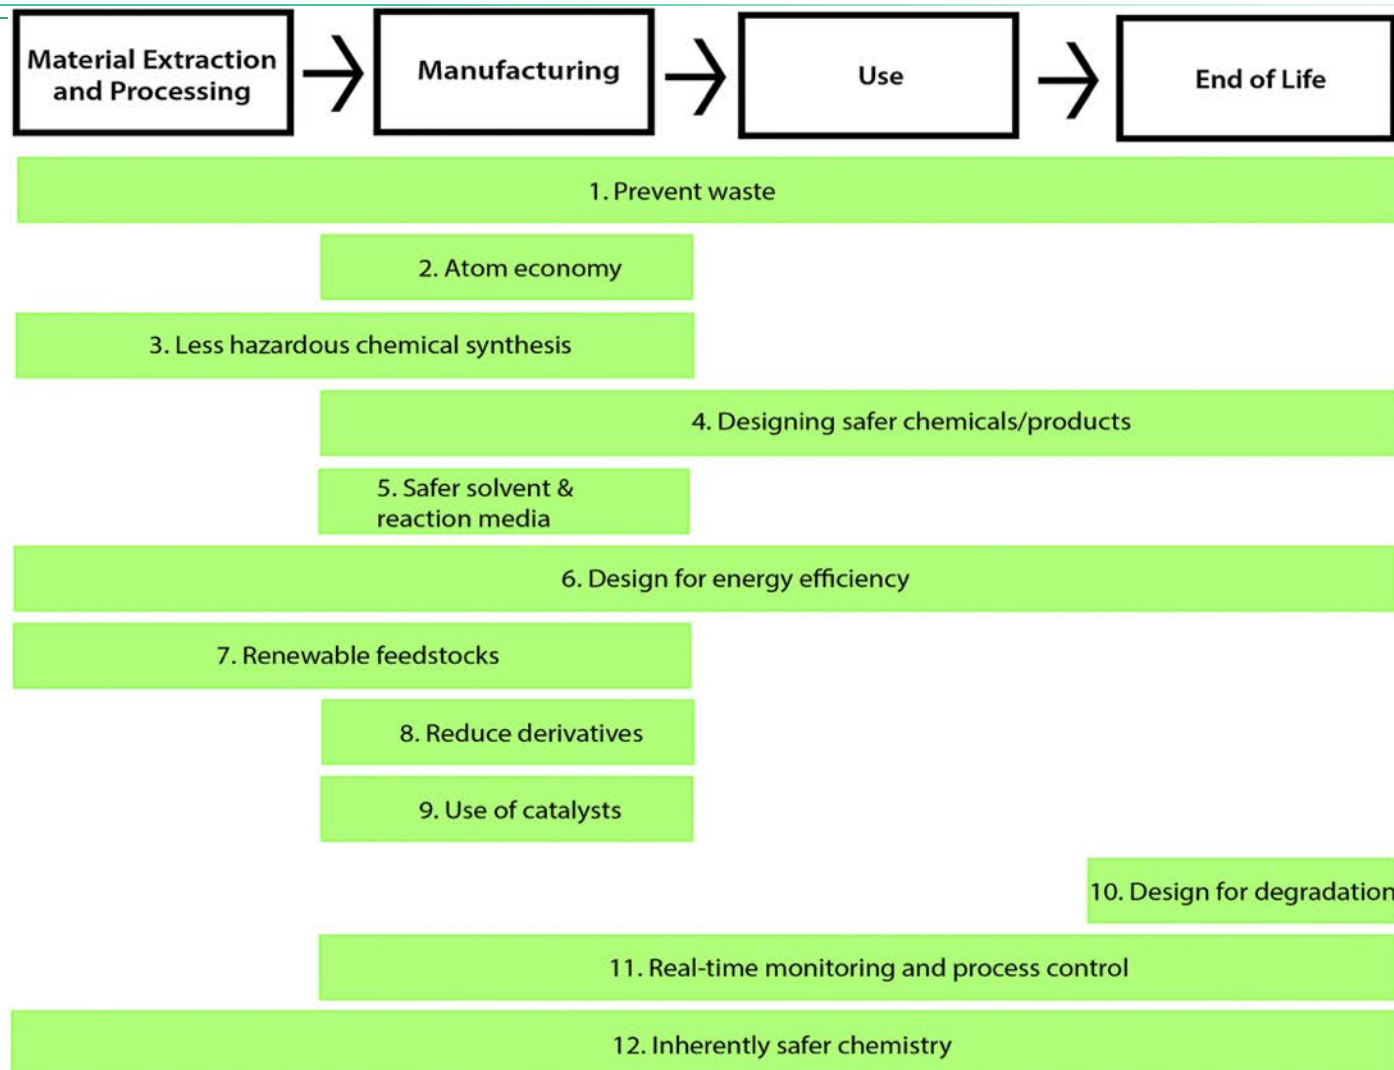 Material Extraction
and Processing
Manufacturing
Use
End of Life
1. Prevent waste
2. Atom economy
3. Less hazardous chemical synthesis
4. Designing safer chemicals/products
5. Safer solvent &
reaction media
6. Design for energy efficiency
7. Renewable feedstocks
8. Reduce derivatives
9. Use of catalysts
10. Design for degradation
11. Real-time monitoring and process control
12. Inherently safer chemistry